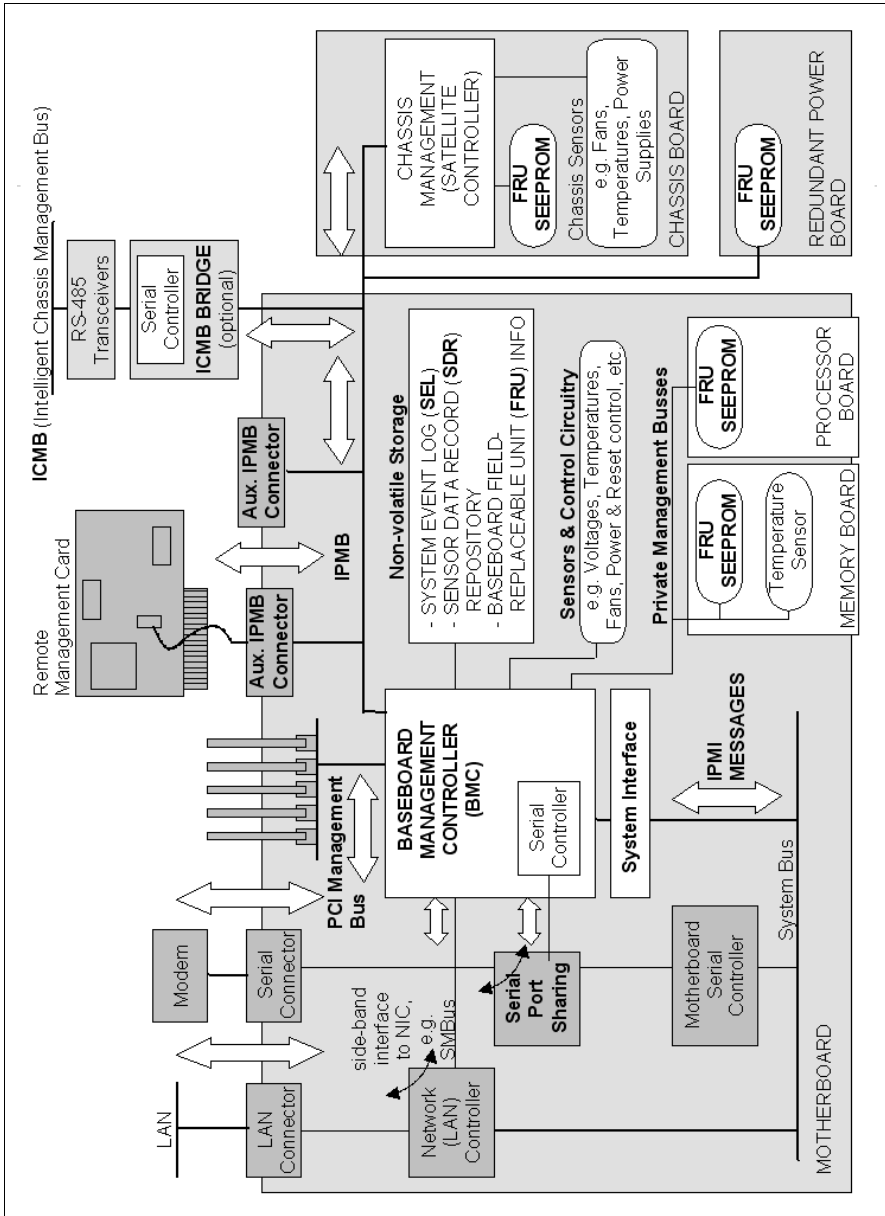 ICMB (Intelligent Chassis Management Bus)
RS-485
Transceivers
Serial
Controller
ICMB BRIDGE
(optional)
Remote
Management Card
Modem
LAN
LAN
Connector
Serial
Connector
Aux. IPMB
Connector
Aux. IPMB
Connector
IPMB
PCI Management
Bus
side-band
interface
to NIC,
e.g.
SMBus
Network
(LAN)
Controller
Serial
Port
Sharing
Motherboard
Serial
Controller
BASEBOARD
MANAGEMENT
CONTROLLER
(BMC)
Serial
Controller
System Interface
IPMI
MESSAGES
System Bus
MOTHERBOARD
Non-volatile Storage
- SYSTEM EVENT LOG (SEL)
- SENSOR DATA RECORD (SDR)
REPOSITORY
- BASEBOARD FIELD-
REPLACEABLE UNIT (FRU) INFO
Sensors & Control Circuitry
e.g. Voltages, Temperatures,
Fans, Power & Reset control, etc.
Private Management Busses
FRU
SEEPROM
Temperature
Sensor
MEMORY BOARD
FRU
SEEPROM
PROCESSOR
BOARD
CHASSIS
MANAGEMENT
(SATELLITE
CONTROLLER)
FRU
SEEPROM
Chassis Sensors
e.g. Fans,
Temperatures, Power
Supplies
CHASSIS BOARD
FRU
SEEPROM
REDUNDANT POWER
BOARD